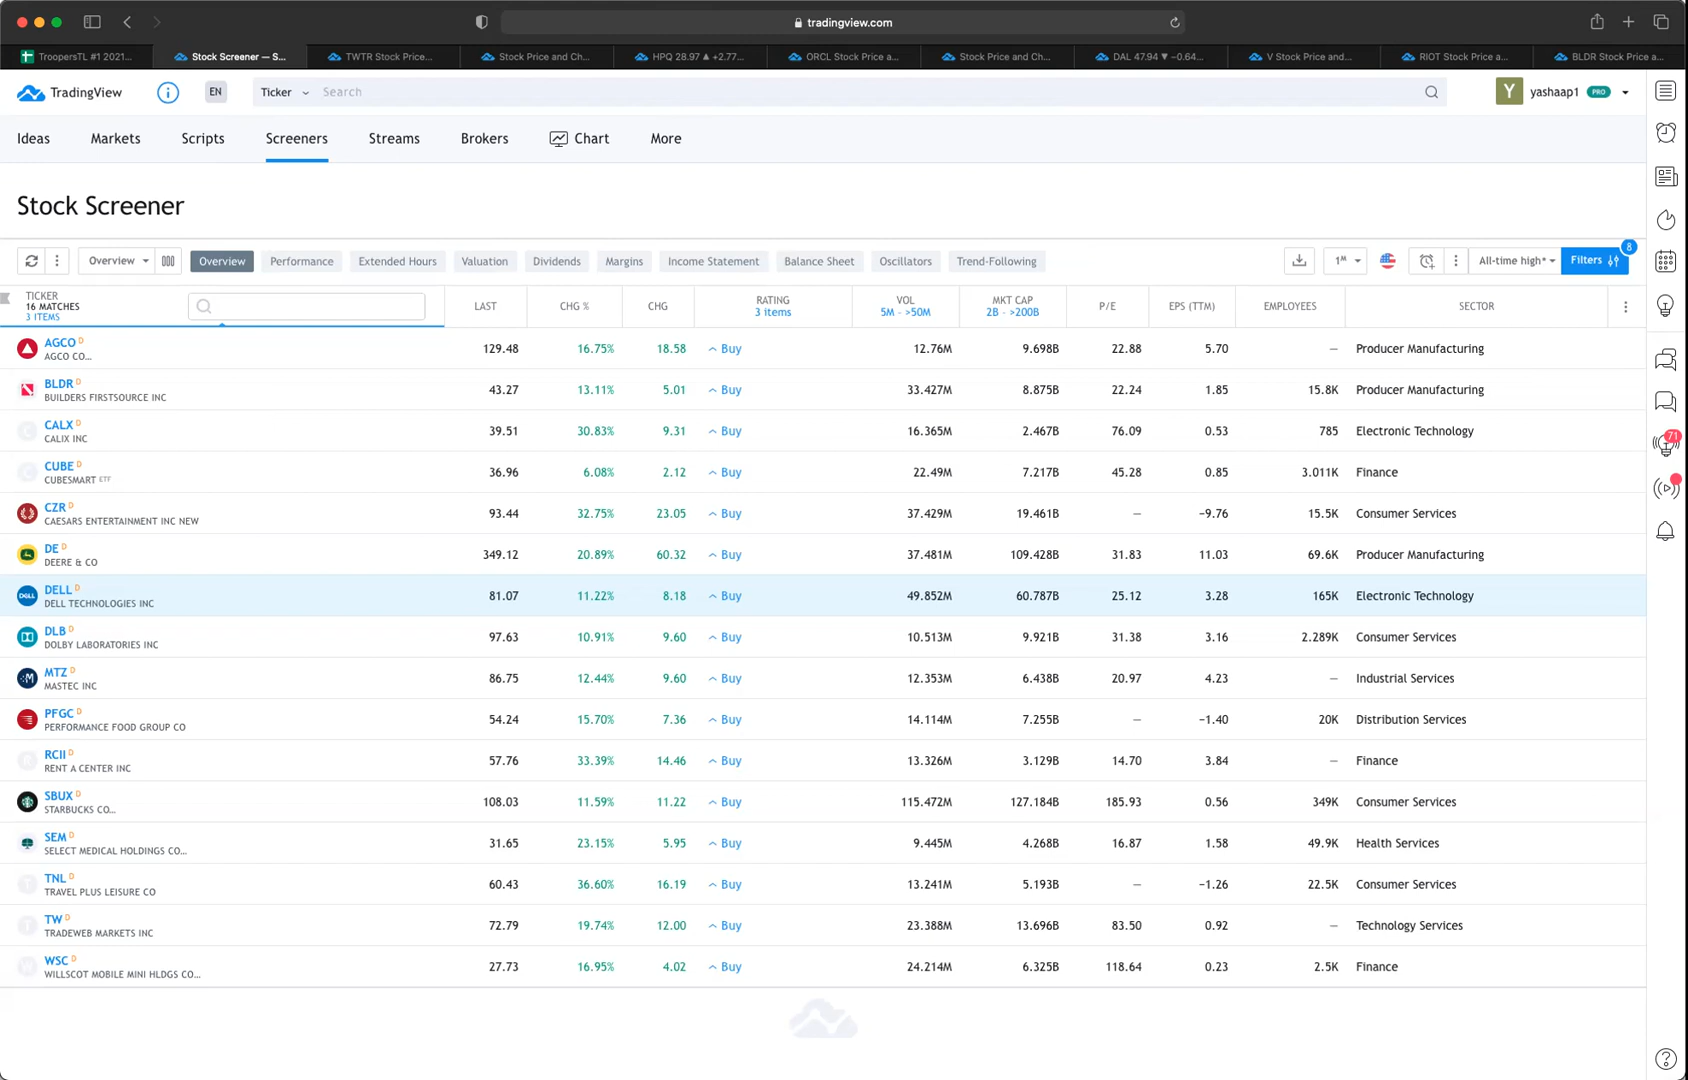 tradingview.com
TroopersTL #1 2021...
Stock Screener — S...
TWTR Stock Price...
Stock Price and Ch...
HPQ 28.97 ▲ +2.77...
ORCL Stock Price a...
Stock Price and Ch...
DAL 47.94 ▼ −0.64...
V Stock Price and...
RIOT Stock Price a...
BLDR Stock Price a...
TradingView
EN
Ticker
Search
Y
yashaap1
PRO
Ideas
Markets
Scripts
Screeners
Streams
Brokers
Chart
More
Stock Screener
Overview
Overview
Performance
Extended Hours
Valuation
Dividends
Margins
Income Statement
Balance Sheet
Oscillators
Trend-Following
1M
All-time high*
Filters
8
TICKER
16 MATCHES
3 ITEMS
LAST
CHG %
CHG
RATING
3 items
VOL
5M - >50M
MKT CAP
2B - >200B
P/E
EPS (TTM)
EMPLOYEES
SECTOR
AGCO D 129.48 16.75% 18.58 Buy 12.76M 9.698B 22.88 5.70 — Producer Manufacturing
AGCO CO...
BLDR D 43.27 13.11% 5.01 Buy 33.427M 8.875B 22.24 1.85 15.8K Producer Manufacturing
BUILDERS FIRSTSOURCE INC
CALX D 39.51 30.83% 9.31 Buy 16.365M 2.467B 76.09 0.53 785 Electronic Technology
CALIX INC
CUBE D 36.96 6.08% 2.12 Buy 22.49M 7.217B 45.28 0.85 3.011K Finance
CUBESMART ETF
CZR D 93.44 32.75% 23.05 Buy 37.429M 19.461B — −9.76 15.5K Consumer Services
CAESARS ENTERTAINMENT INC NEW
DE D 349.12 20.89% 60.32 Buy 37.481M 109.428B 31.83 11.03 69.6K Producer Manufacturing
DEERE & CO
DELL D 81.07 11.22% 8.18 Buy 49.852M 60.787B 25.12 3.28 165K Electronic Technology
DELL TECHNOLOGIES INC
DLB D 97.63 10.91% 9.60 Buy 10.513M 9.921B 31.38 3.16 2.289K Consumer Services
DOLBY LABORATORIES INC
MTZ D 86.75 12.44% 9.60 Buy 12.353M 6.438B 20.97 4.23 — Industrial Services
MASTEC INC
PFGC D 54.24 15.70% 7.36 Buy 14.114M 7.255B — −1.40 20K Distribution Services
PERFORMANCE FOOD GROUP CO
RCII D 57.76 33.39% 14.46 Buy 13.326M 3.129B 14.70 3.84 — Finance
RENT A CENTER INC
SBUX D 108.03 11.59% 11.22 Buy 115.472M 127.184B 185.93 0.56 349K Consumer Services
STARBUCKS CO...
SEM D 31.65 23.15% 5.95 Buy 9.445M 4.268B 16.87 1.58 49.9K Health Services
SELECT MEDICAL HOLDINGS CO...
TNL D 60.43 36.60% 16.19 Buy 13.241M 5.193B — −1.26 22.5K Consumer Services
TRAVEL PLUS LEISURE CO
TW D 72.79 19.74% 12.00 Buy 23.388M 13.696B 83.50 0.92 — Technology Services
TRADEWEB MARKETS INC
WSC D 27.73 16.95% 4.02 Buy 24.214M 6.325B 118.64 0.23 2.5K Finance
WILLSCOT MOBILE MINI HLDGS CO...
71